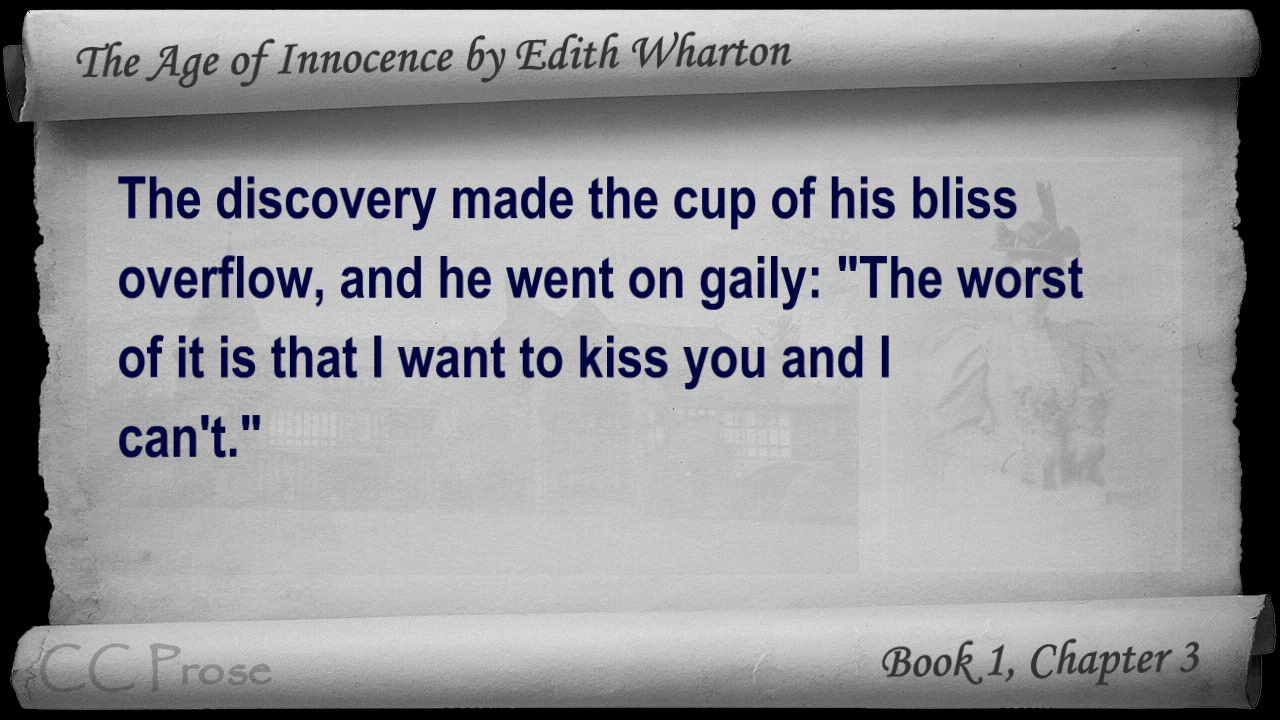 The Age of Innocence by Edith Wharton
The discovery made the cup of his bliss
overflow, and he went on gaily: "The worst
of it is that I want to kiss you and I
can't."
CC Prose
Book 1, Chapter 3